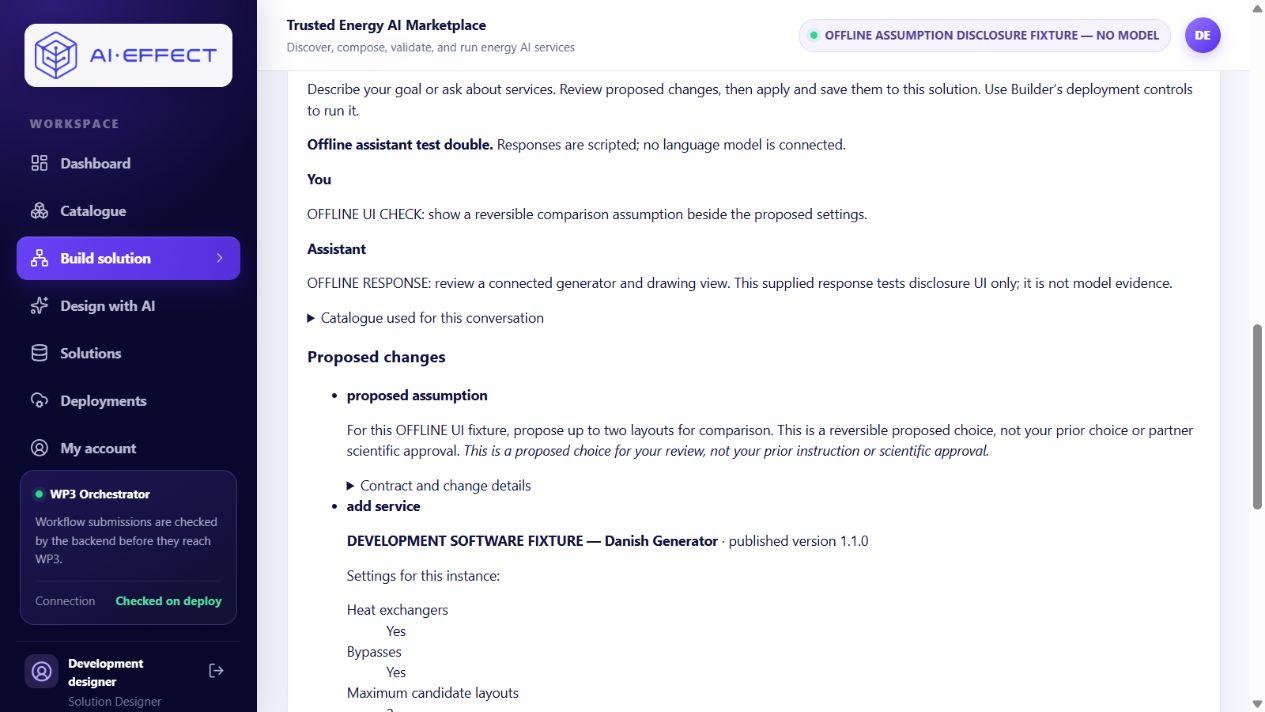 AI·EFFECT
WORKSPACE
Dashboard
Catalogue
Build solution
Design with AI
Solutions
Deployments
My account
WP3 Orchestrator
Workflow submissions are checked
by the backend before they reach
WP3.
Connection Checked on deploy
Development
designer
Solution Designer
Trusted Energy AI Marketplace
Discover, compose, validate, and run energy AI services
OFFLINE ASSUMPTION DISCLOSURE FIXTURE — NO MODEL
DE
Describe your goal or ask about services. Review proposed changes, then apply and save them to this solution. Use Builder's deployment controls
to run it.
Offline assistant test double. Responses are scripted; no language model is connected.
You
OFFLINE UI CHECK: show a reversible comparison assumption beside the proposed settings.
Assistant
OFFLINE RESPONSE: review a connected generator and drawing view. This supplied response tests disclosure UI only; it is not model evidence.
Catalogue used for this conversation
Proposed changes
proposed assumption
For this OFFLINE UI fixture, propose up to two layouts for comparison. This is a reversible proposed choice, not your prior choice or partner
scientific approval. This is a proposed choice for your review, not your prior instruction or scientific approval.
Contract and change details
add service
DEVELOPMENT SOFTWARE FIXTURE — Danish Generator · published version 1.1.0
Settings for this instance:
Heat exchangers
Yes
Bypasses
Yes
Maximum candidate layouts